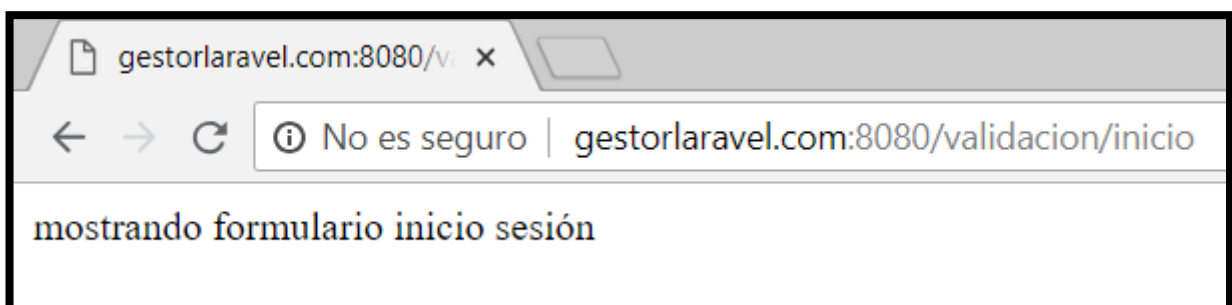 gestorlaravel.com:8080/v
No es seguro gestorlaravel.com:8080/validacion/inicio
mostrando formulario inicio sesión